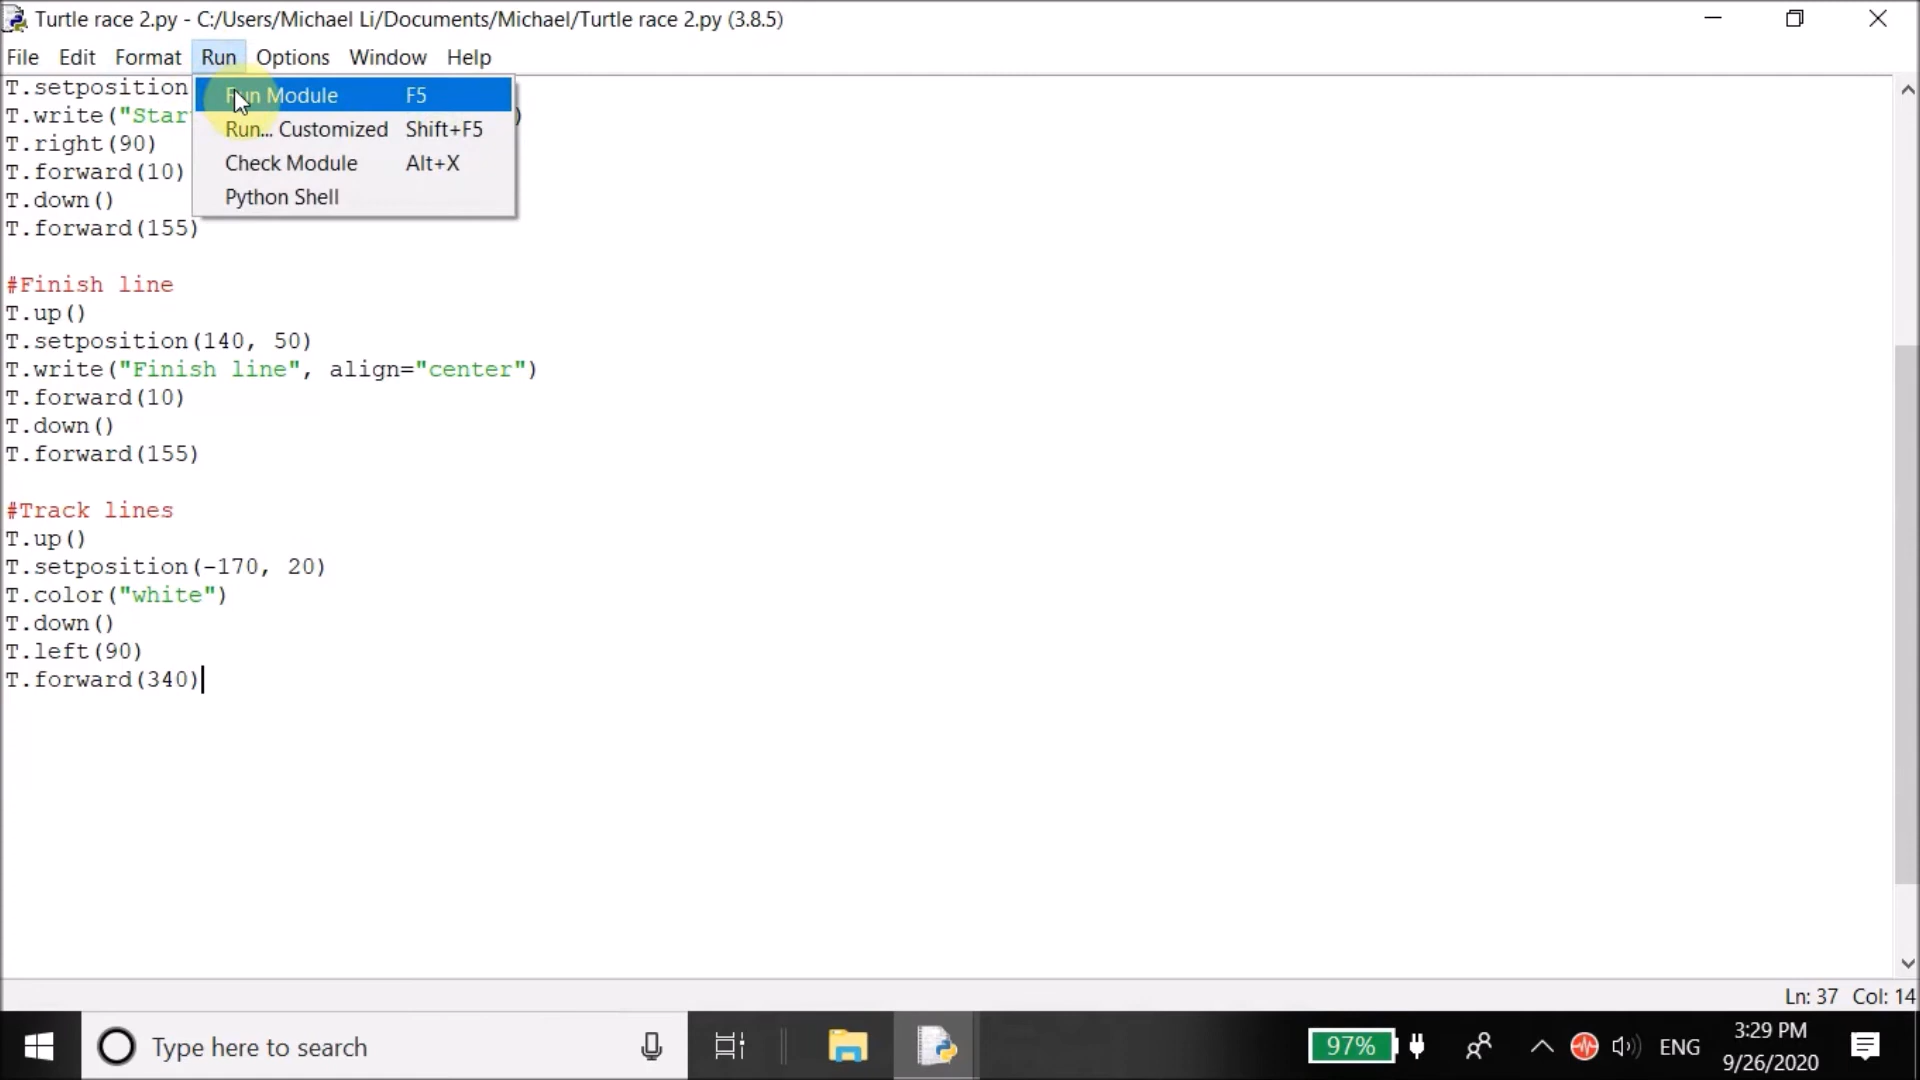 Turtle race 2.py - C:/Users/Michael Li/Documents/Michael/Turtle race 2.py (3.8.5)
File Edit Format Run Options Window Help
Run Module F5
Run... Customized Shift+F5
Check Module Alt+X
Python Shell
T.setposition
T.write("Star )
T.right(90)
T.forward(10)
T.down()
T.forward(155)
#Finish line
T.up()
T.setposition(140, 50)
T.write("Finish line", align="center")
T.forward(10)
T.down()
T.forward(155)
#Track lines
T.up()
T.setposition(-170, 20)
T.color("white")
T.down()
T.left(90)
T.forward(340)
Ln: 37 Col: 14
Type here to search
97%
ENG
3:29 PM
9/26/2020